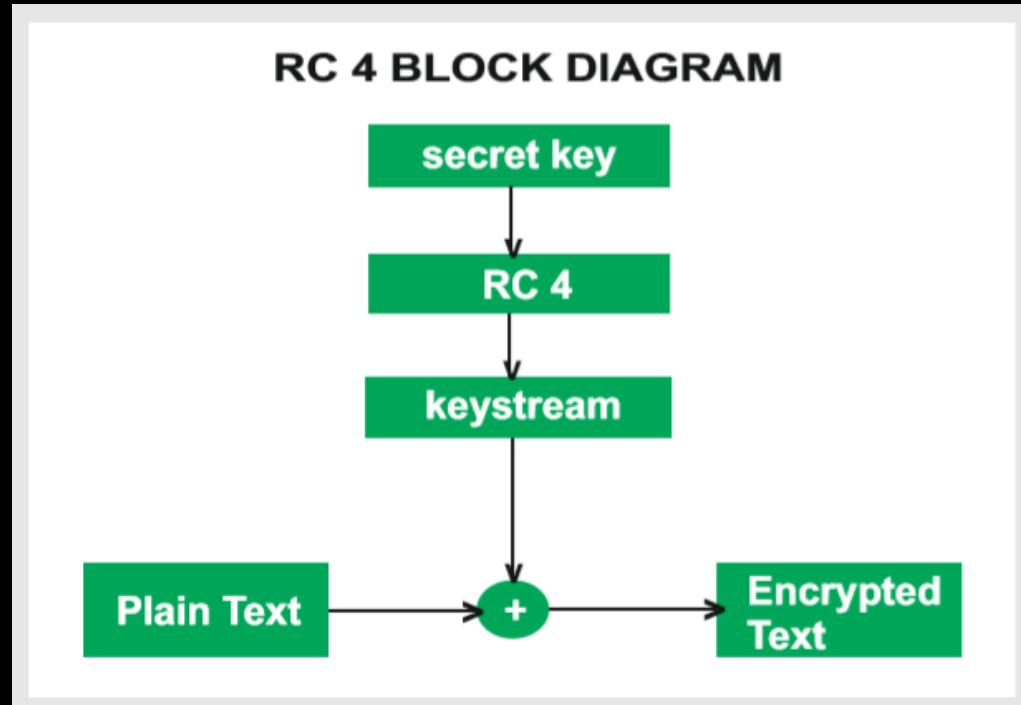 RC 4 BLOCK DIAGRAM
secret key
RC 4
keystream
Plain Text
+
Encrypted
Text